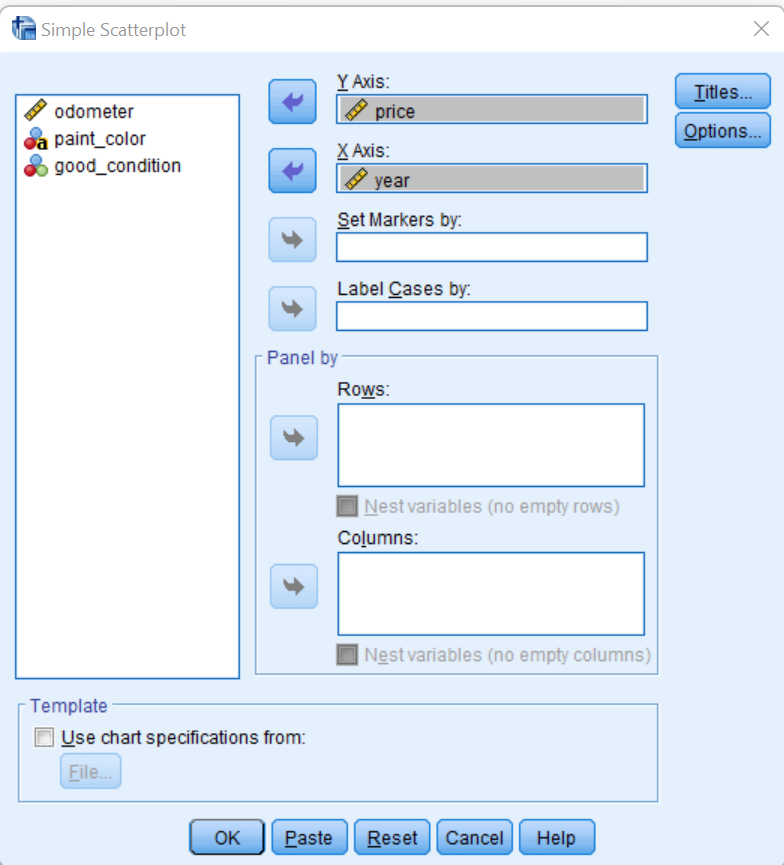 Simple Scatterplot
odometer
paint_color
good_condition
Y Axis:
price
X Axis:
year
Set Markers by:
Label Cases by:
Panel by
Rows:
Nest variables (no empty rows)
Columns:
Nest variables (no empty columns)
Titles...
Options...
Template
Use chart specifications from:
File...
OK
Paste
Reset
Cancel
Help